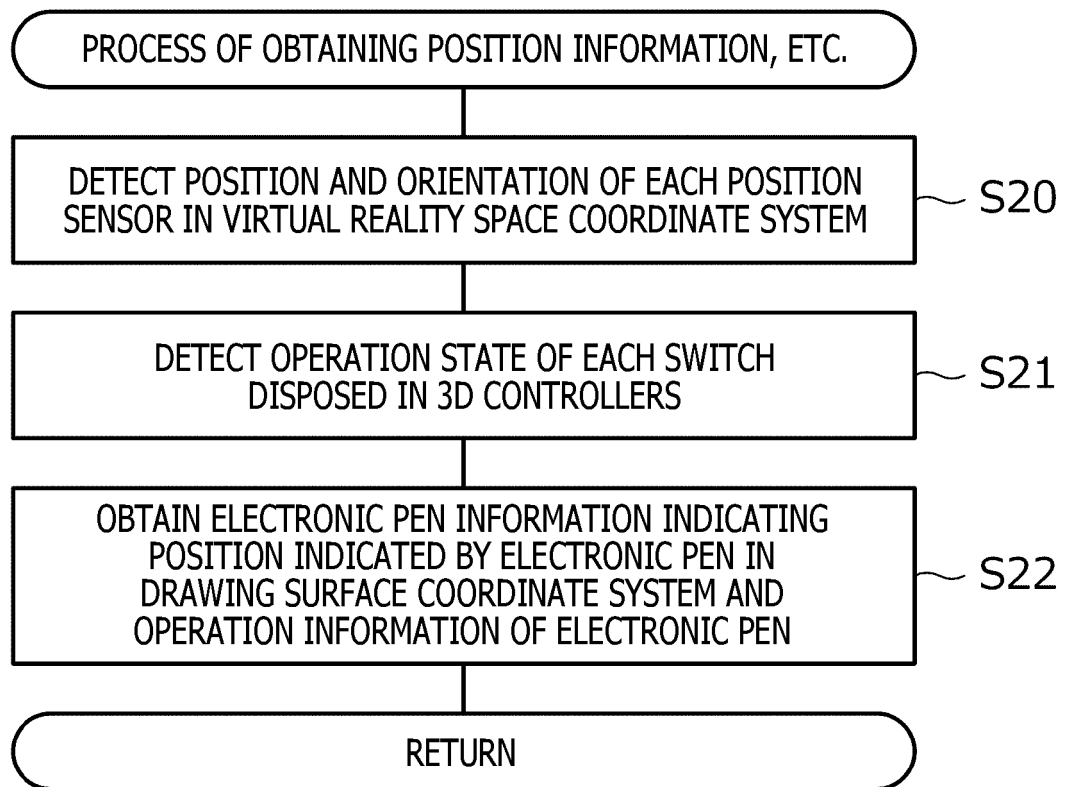 PROCESS OF OBTAINING POSITION INFORMATION, ETC.
DETECT POSITION AND ORIENTATION OF EACH POSITION
SENSOR IN VIRTUAL REALITY SPACE COORDINATE SYSTEM
S20
DETECT OPERATION STATE OF EACH SWITCH
DISPOSED IN 3D CONTROLLERS
S21
OBTAIN ELECTRONIC PEN INFORMATION INDICATING
POSITION INDICATED BY ELECTRONIC PEN IN
DRAWING SURFACE COORDINATE SYSTEM AND
OPERATION INFORMATION OF ELECTRONIC PEN
S22
RETURN